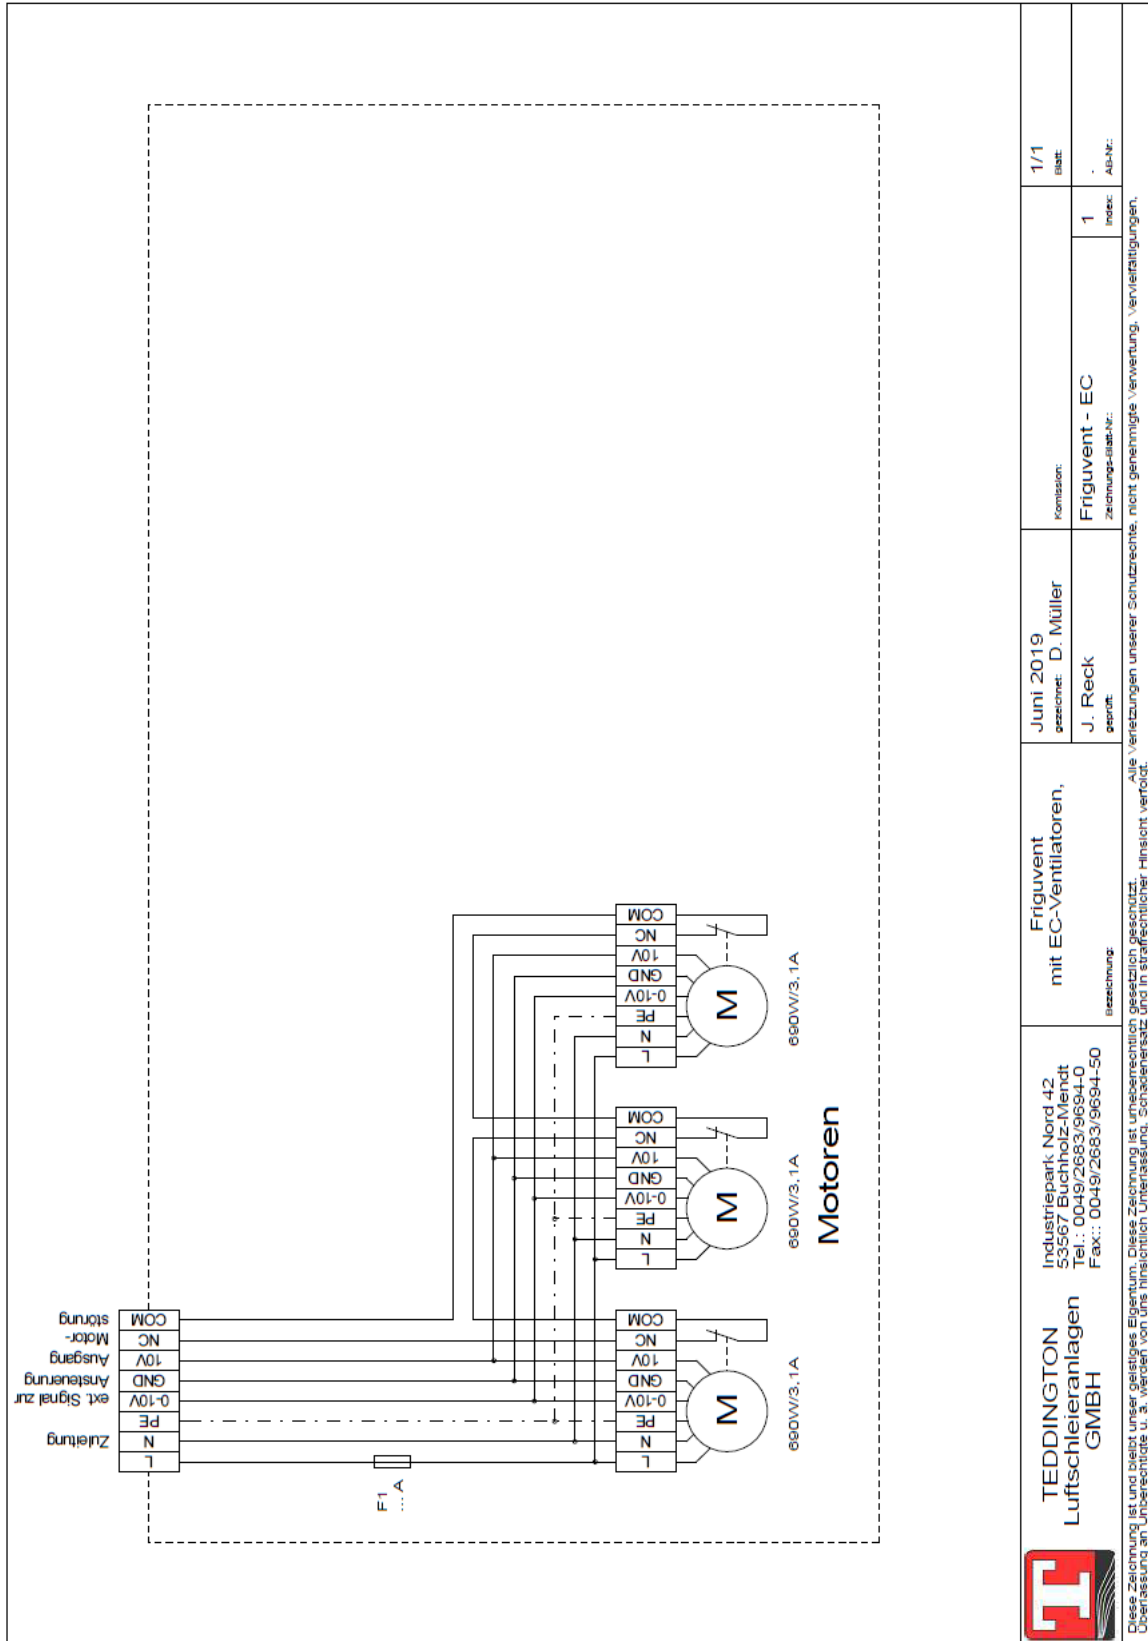 Zuleitung
ext. Signal zur
Ansteuerung
Ausgang
Motor-
störung
L
N
PE
0-10V
GND
10V
NC
COM
F1
... A
L
N
PE
0-10V
GND
10V
NC
COM
M
690W/3,1A
L
N
PE
0-10V
GND
10V
NC
COM
M
690W/3,1A
L
N
PE
0-10V
GND
10V
NC
COM
M
690W/3,1A
Motoren
T
TEDDINGTON
Luftschleieranlagen
GMBH
Industriepark Nord 42
53567 Buchholz-Mendt
Tel.: 0049/2683/9694-0
Fax.: 0049/2683/9694-50
Friguvent
mit EC-Ventilatoren,
Bezeichnung:
Juni 2019
gezeichnet: D. Müller
J. Reck
geprüft:
Komission:
Friguvent - EC
Zeichnungs-Blatt-Nr.:
1/1
Blatt:
1
Index:
-
AB-Nr.:
Diese Zeichnung ist und bleibt unser geistiges Eigentum. Diese Zeichnung ist urheberrechtlich gesetzlich geschützt. Alle Verletzungen unserer Schutzrechte, nicht genehmigte Verwertung, Vervielfältigungen,
Überlassung an Unberechtigte u. ä. werden von uns hinsichtlich Unterlassung, Schadenersatz und in strafrechtlicher Hinsicht verfolgt.